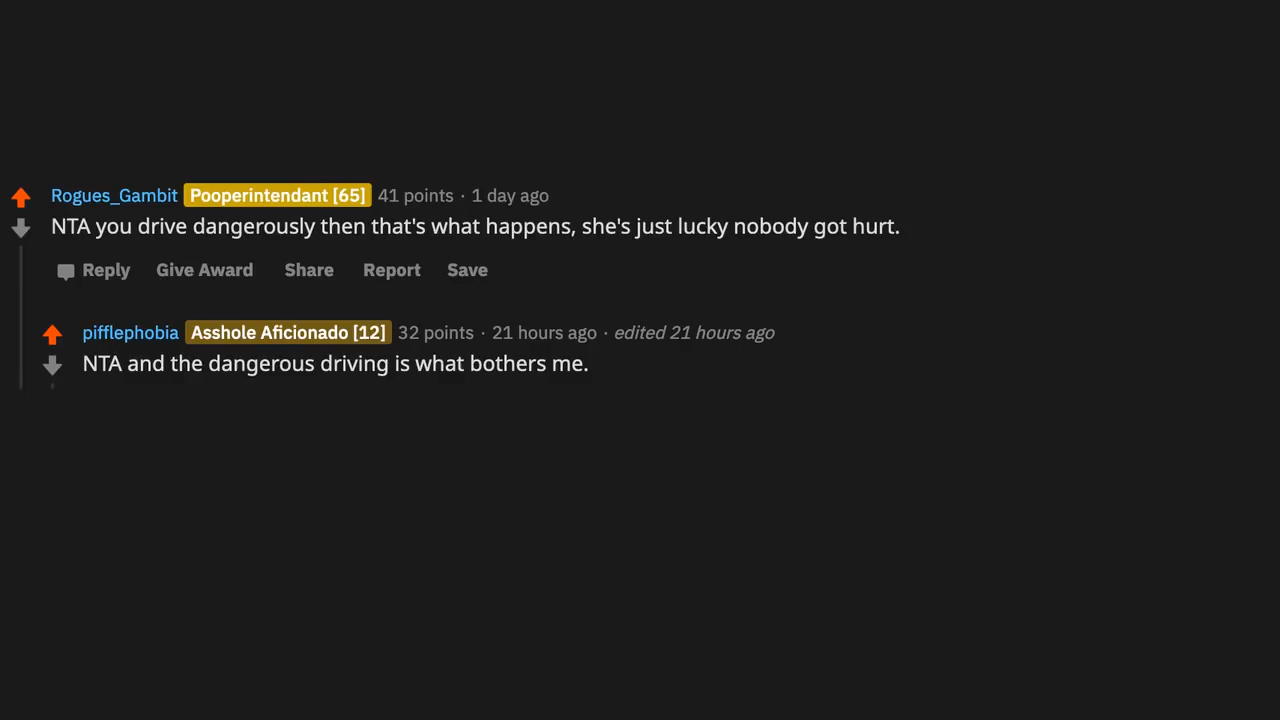 Rogues_Gambit Pooperintendant [65] 41 points · 1 day ago
NTA you drive dangerously then that's what happens, she's just lucky nobody got hurt.
Reply Give Award Share Report Save
pifflephobia Asshole Aficionado [12] 32 points · 21 hours ago · edited 21 hours ago
NTA and the dangerous driving is what bothers me.